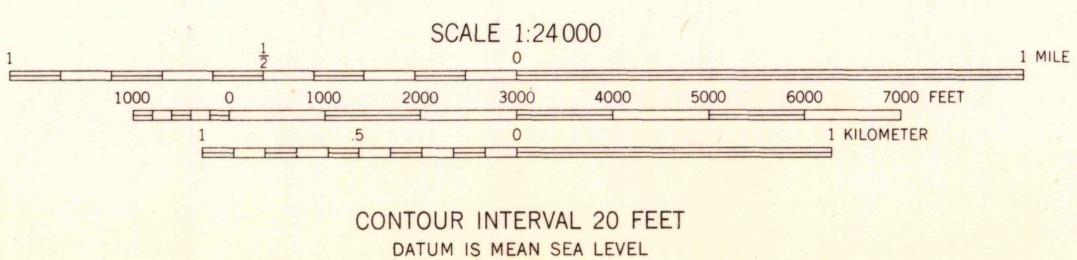 SCALE 1:24 000
1 ½ 0 1 MILE
1000 0 1000 2000 3000 4000 5000 6000 7000 FEET
1 .5 0 1 KILOMETER
CONTOUR INTERVAL 20 FEET
DATUM IS MEAN SEA LEVEL